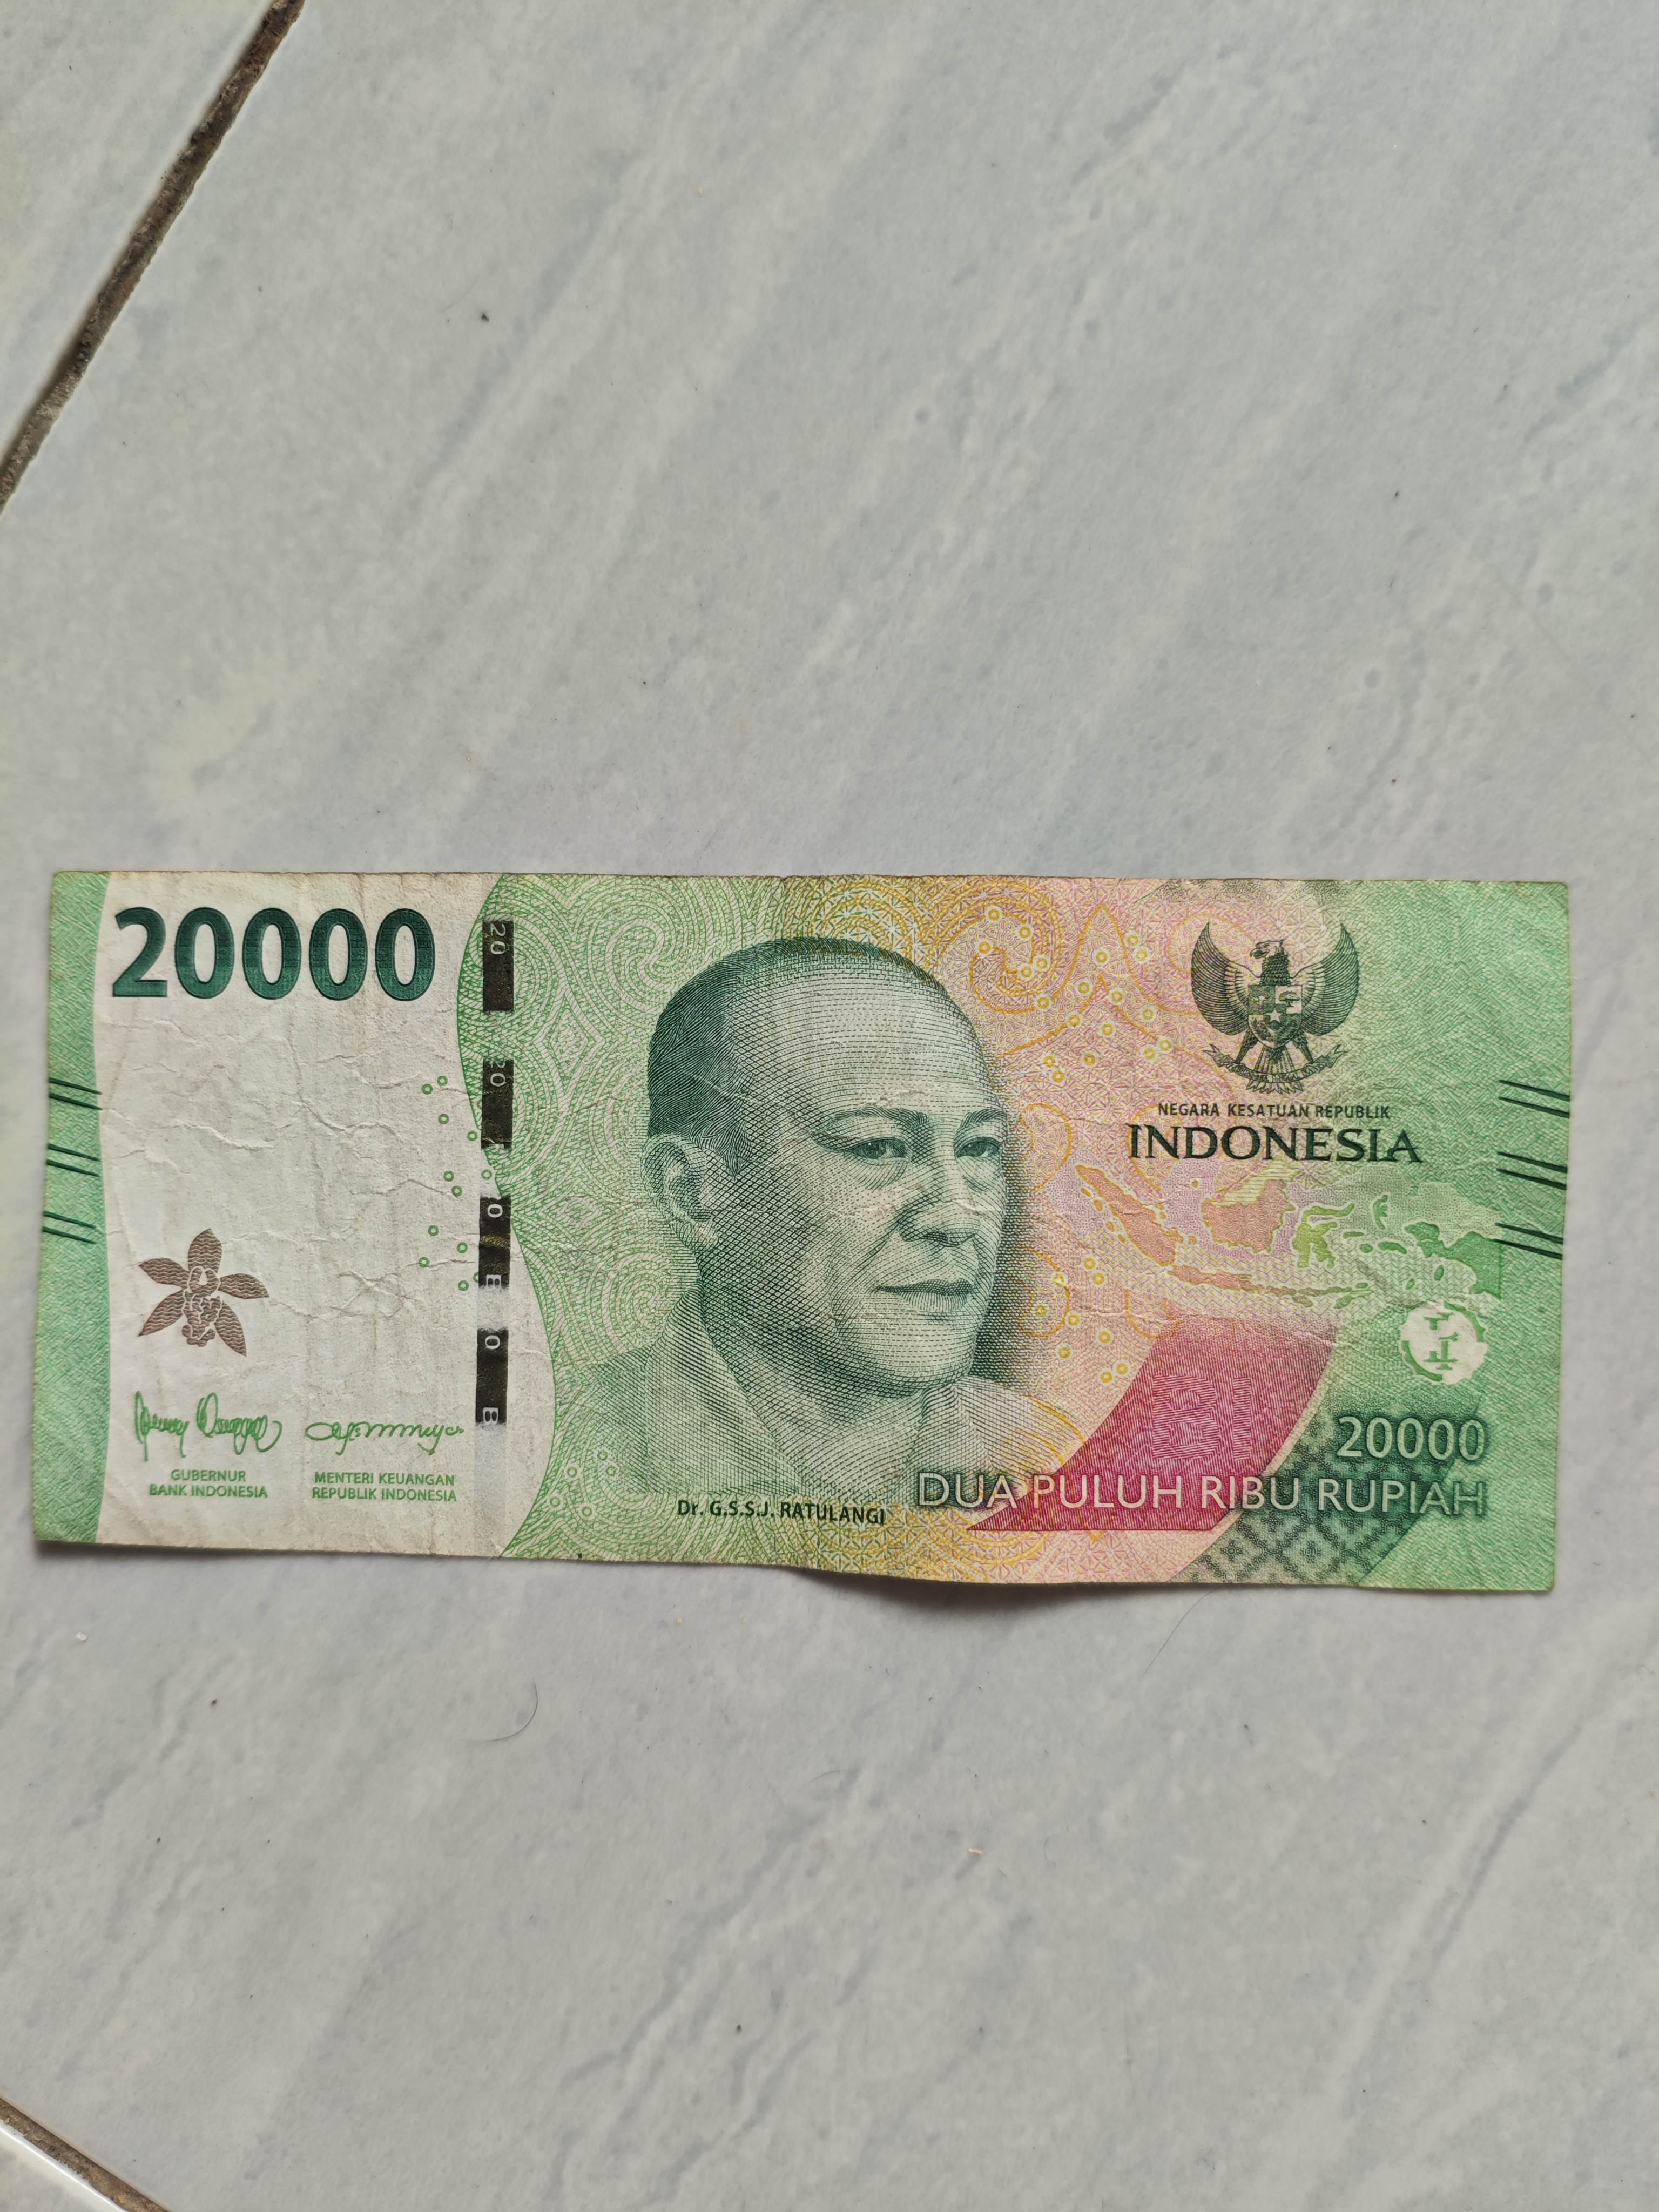 20000
20
20
0
B
0
B
GUBERNUR
BANK INDONESIA
MENTERI KEUANGAN
REPUBLIK INDONESIA
Dr. G.S.S.J. RATULANGI
NEGARA KESATUAN REPUBLIK
INDONESIA
20000
DUA PULUH RIBU RUPIAH